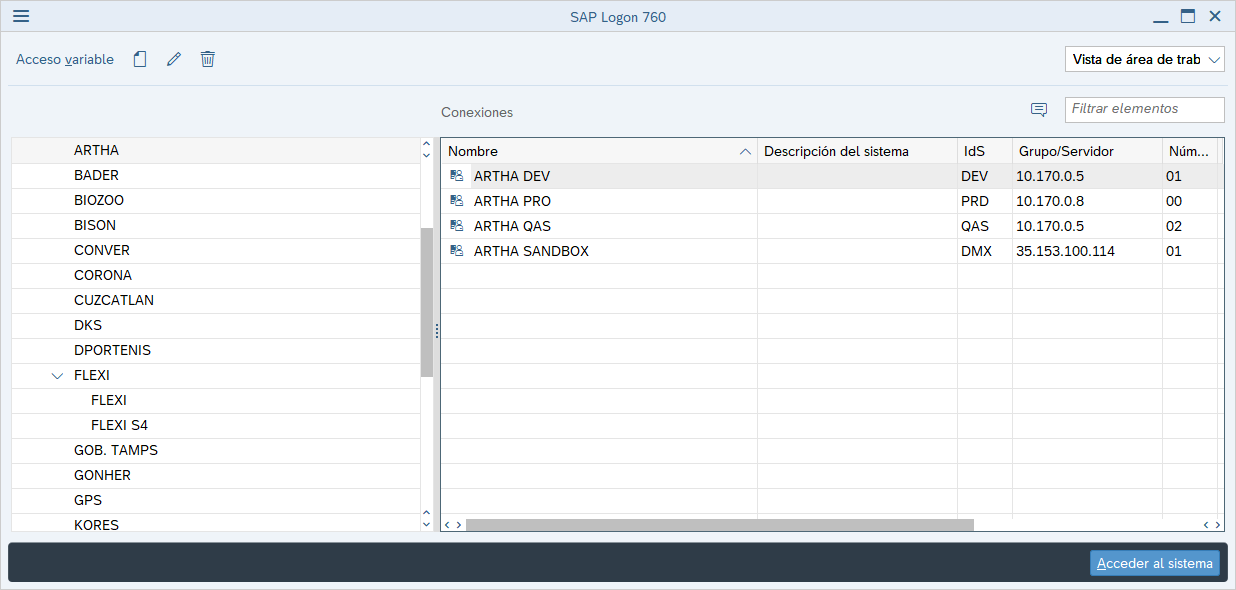 SAP Logon 760
Acceso variable
Vista de área de trab
Conexiones
Filtrar elementos
ARTHA
BADER
BIOZOO
BISON
CONVER
CORONA
CUZCATLAN
DKS
DPORTENIS
FLEXI
FLEXI
FLEXI S4
GOB. TAMPS
GONHER
GPS
KORES
Nombre Descripción del sistema IdS Grupo/Servidor Núm...
ARTHA DEV DEV 10.170.0.5 01
ARTHA PRO PRD 10.170.0.8 00
ARTHA QAS QAS 10.170.0.5 02
ARTHA SANDBOX DMX 35.153.100.114 01
Acceder al sistema